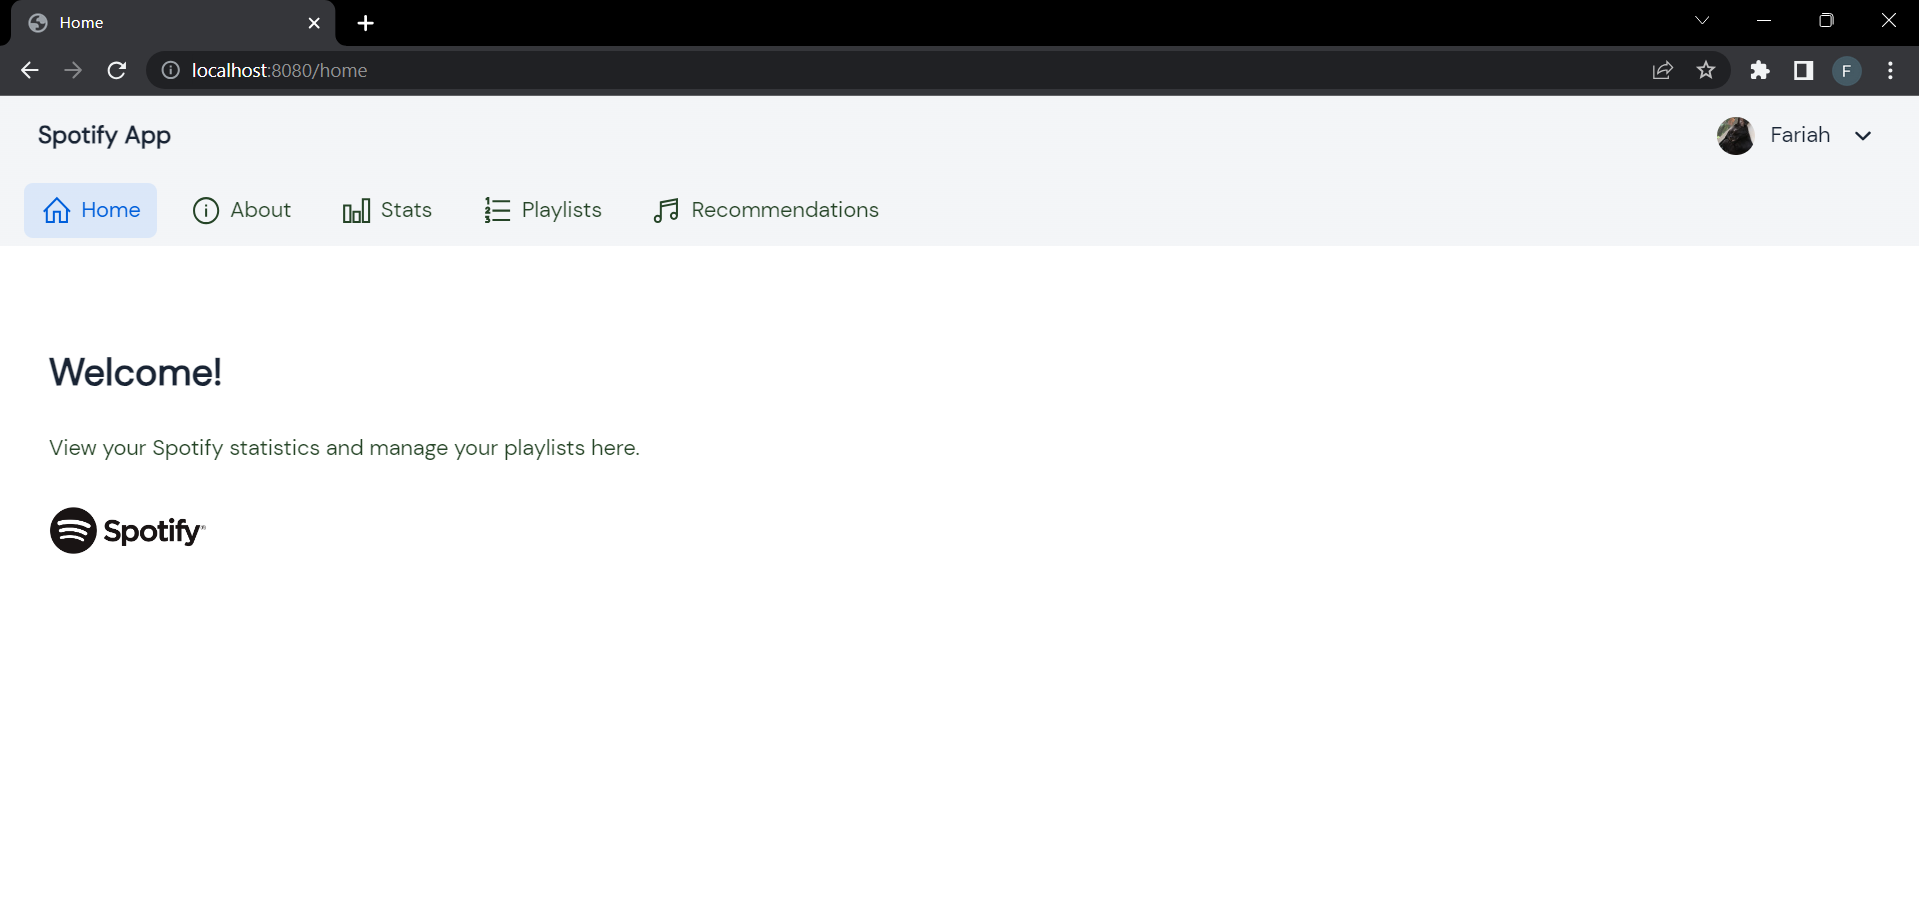 Home
localhost:8080/home
F
Spotify App
Fariah
Home
About
Stats
Playlists
Recommendations
Welcome!
View your Spotify statistics and manage your playlists here.
Spotify